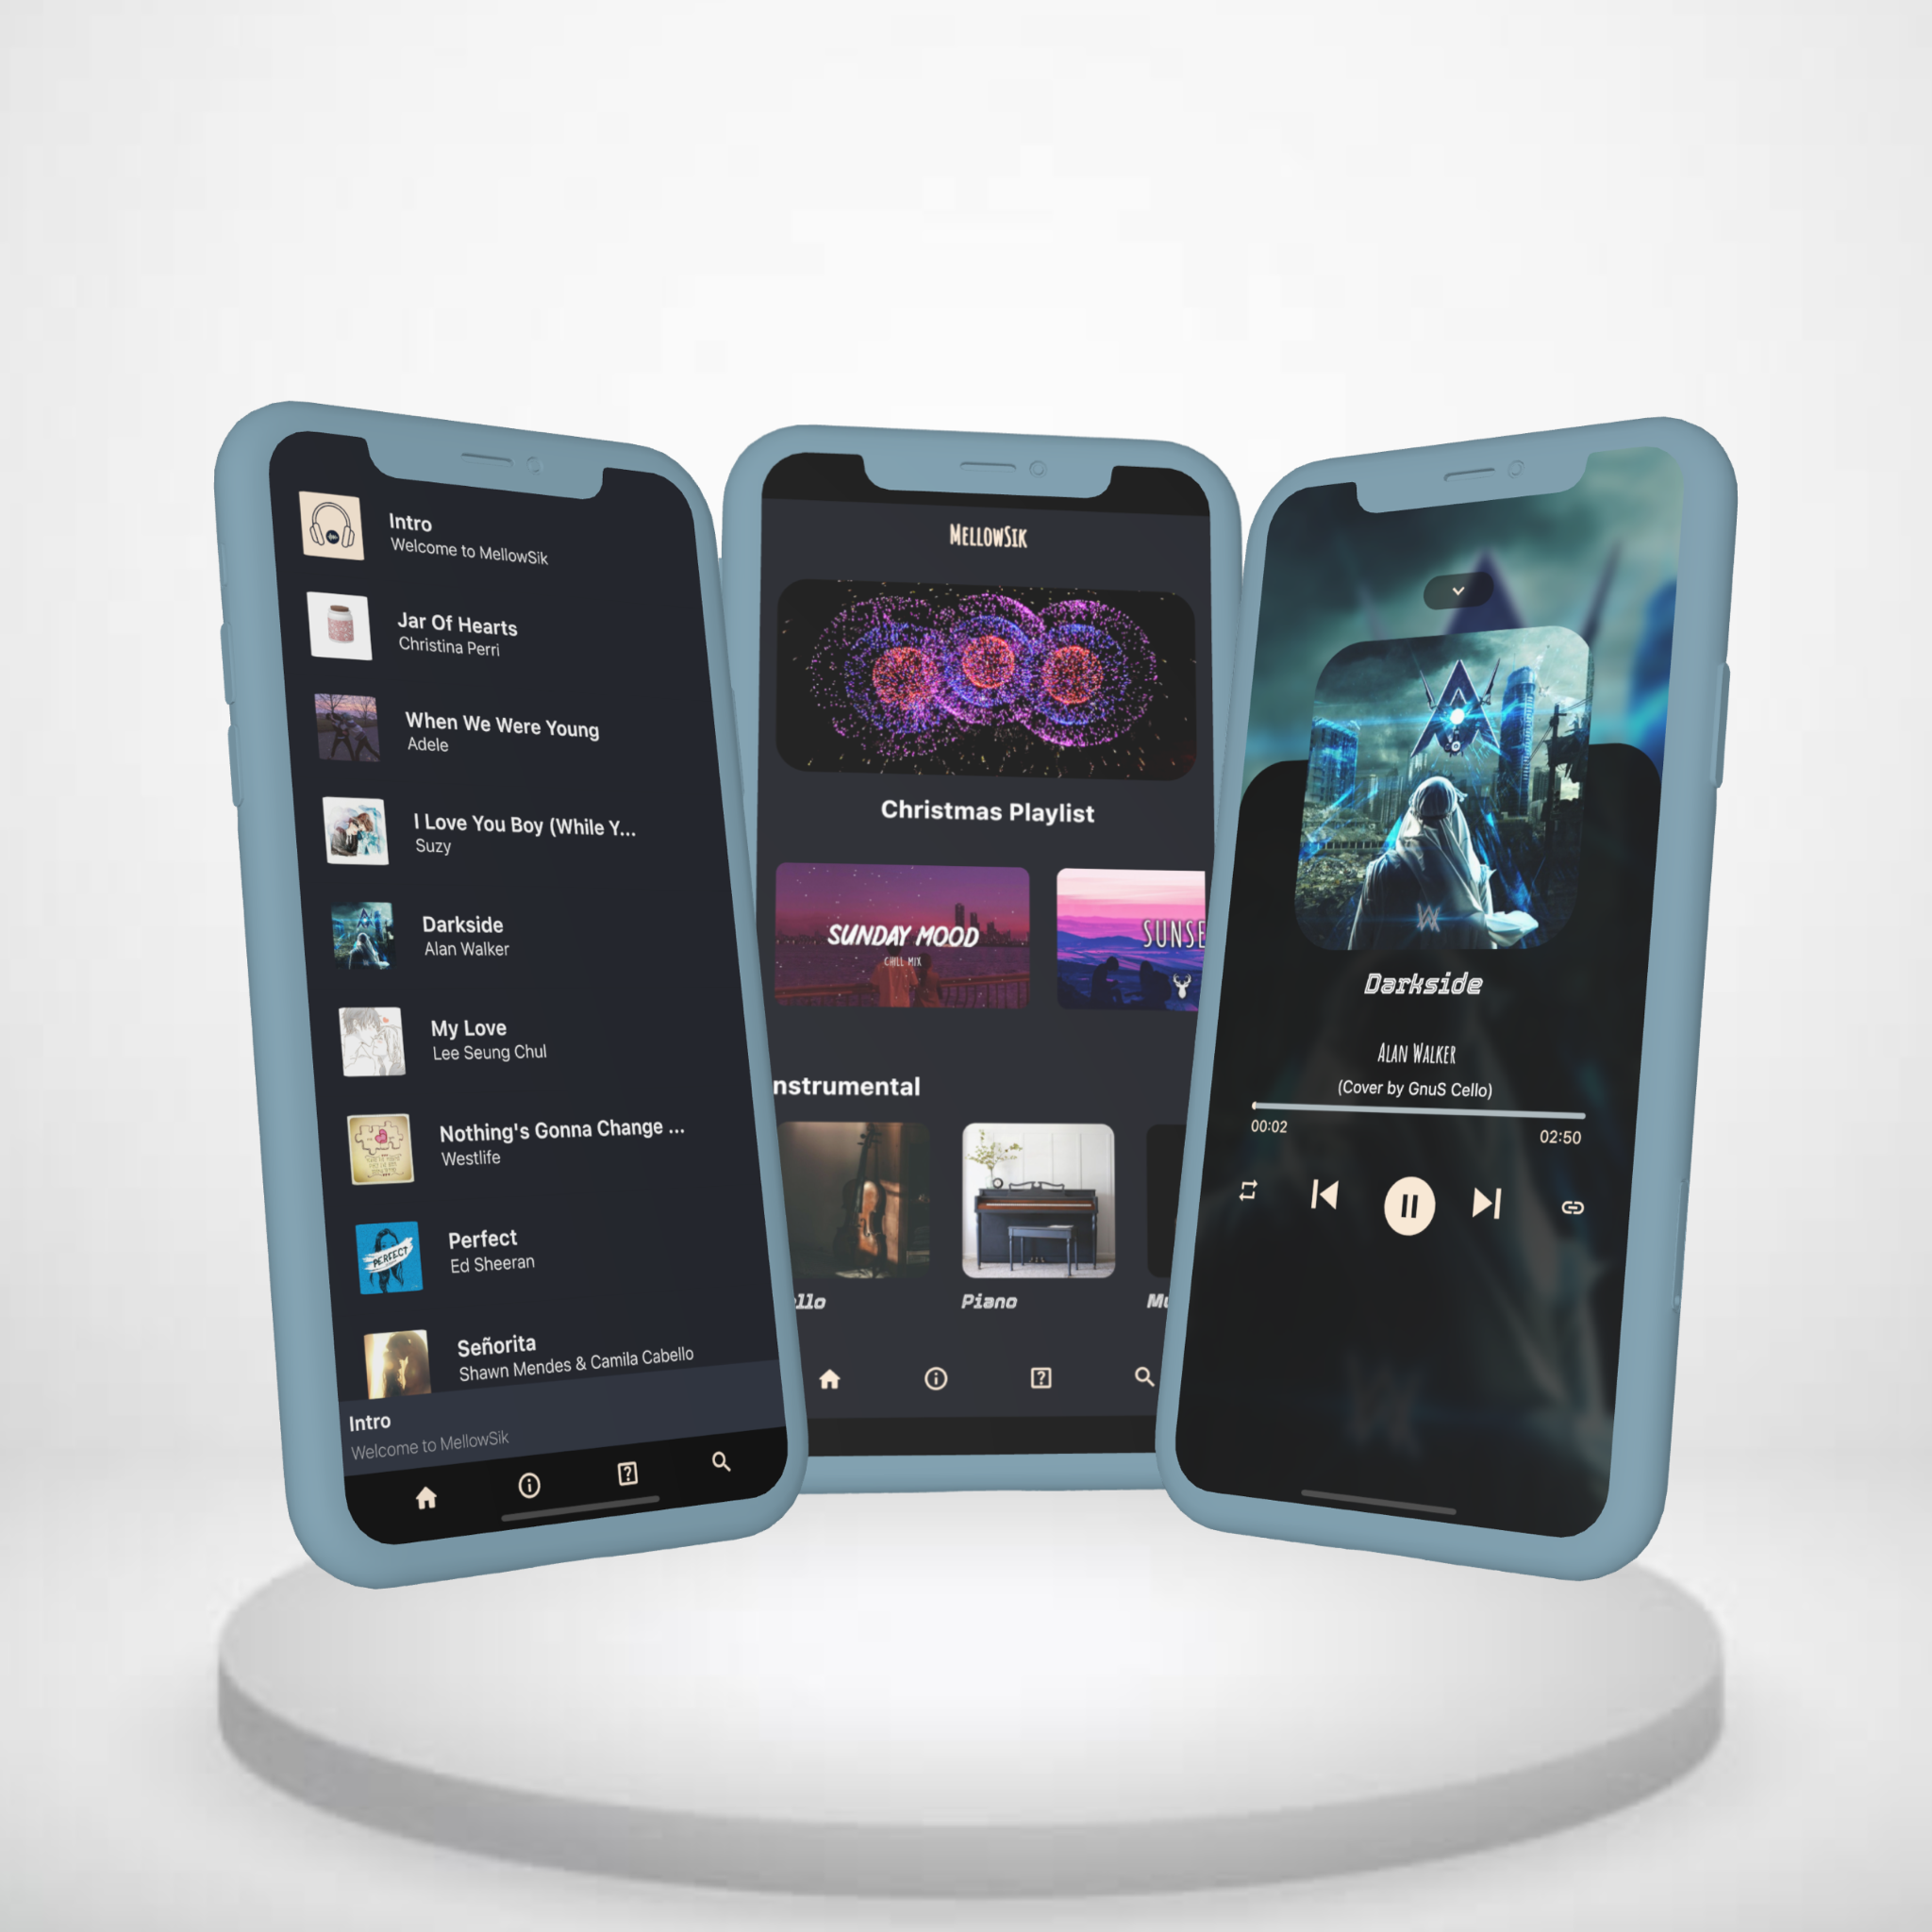 Intro
Welcome to MellowSik
Jar Of Hearts
Christina Perri
When We Were Young
Adele
I Love You Boy (While Y...
Suzy
Darkside
Alan Walker
My Love
Lee Seung Chul
Nothing's Gonna Change ...
Westlife
PERFECT
Perfect
Ed Sheeran
Señorita
Shawn Mendes & Camila Cabello
Intro
Welcome to MellowSik
MELLOWSIK
Christmas Playlist
SUNDAY MOOD
CHILL MIX
SUNSE
nstrumental
llo
Piano
Mu
Darkside
ALAN WALKER
(Cover by GnuS Cello)
00:02
02:50